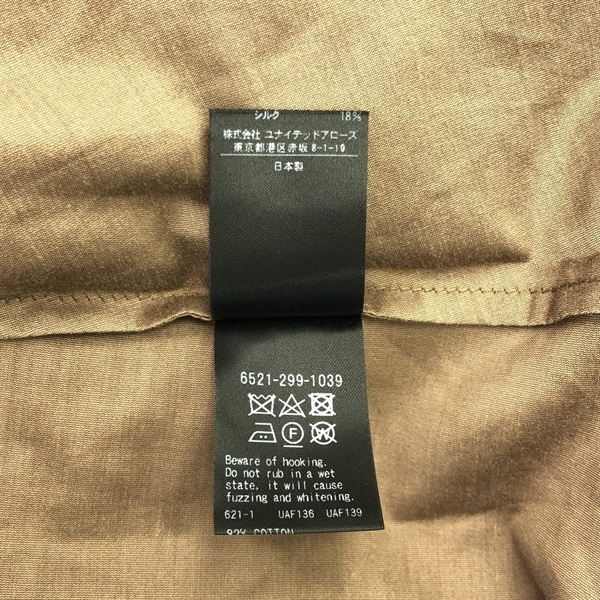 シルク 18%
株式会社 ユナイテッドアローズ
東京都港区赤坂 8-1-19
日本製
6521-299-1039
F W
Beware of hooking.
Do not rub in a wet
state, it will cause
fuzzing and whitening.
621-1 UAF136 UAF139
COTTON